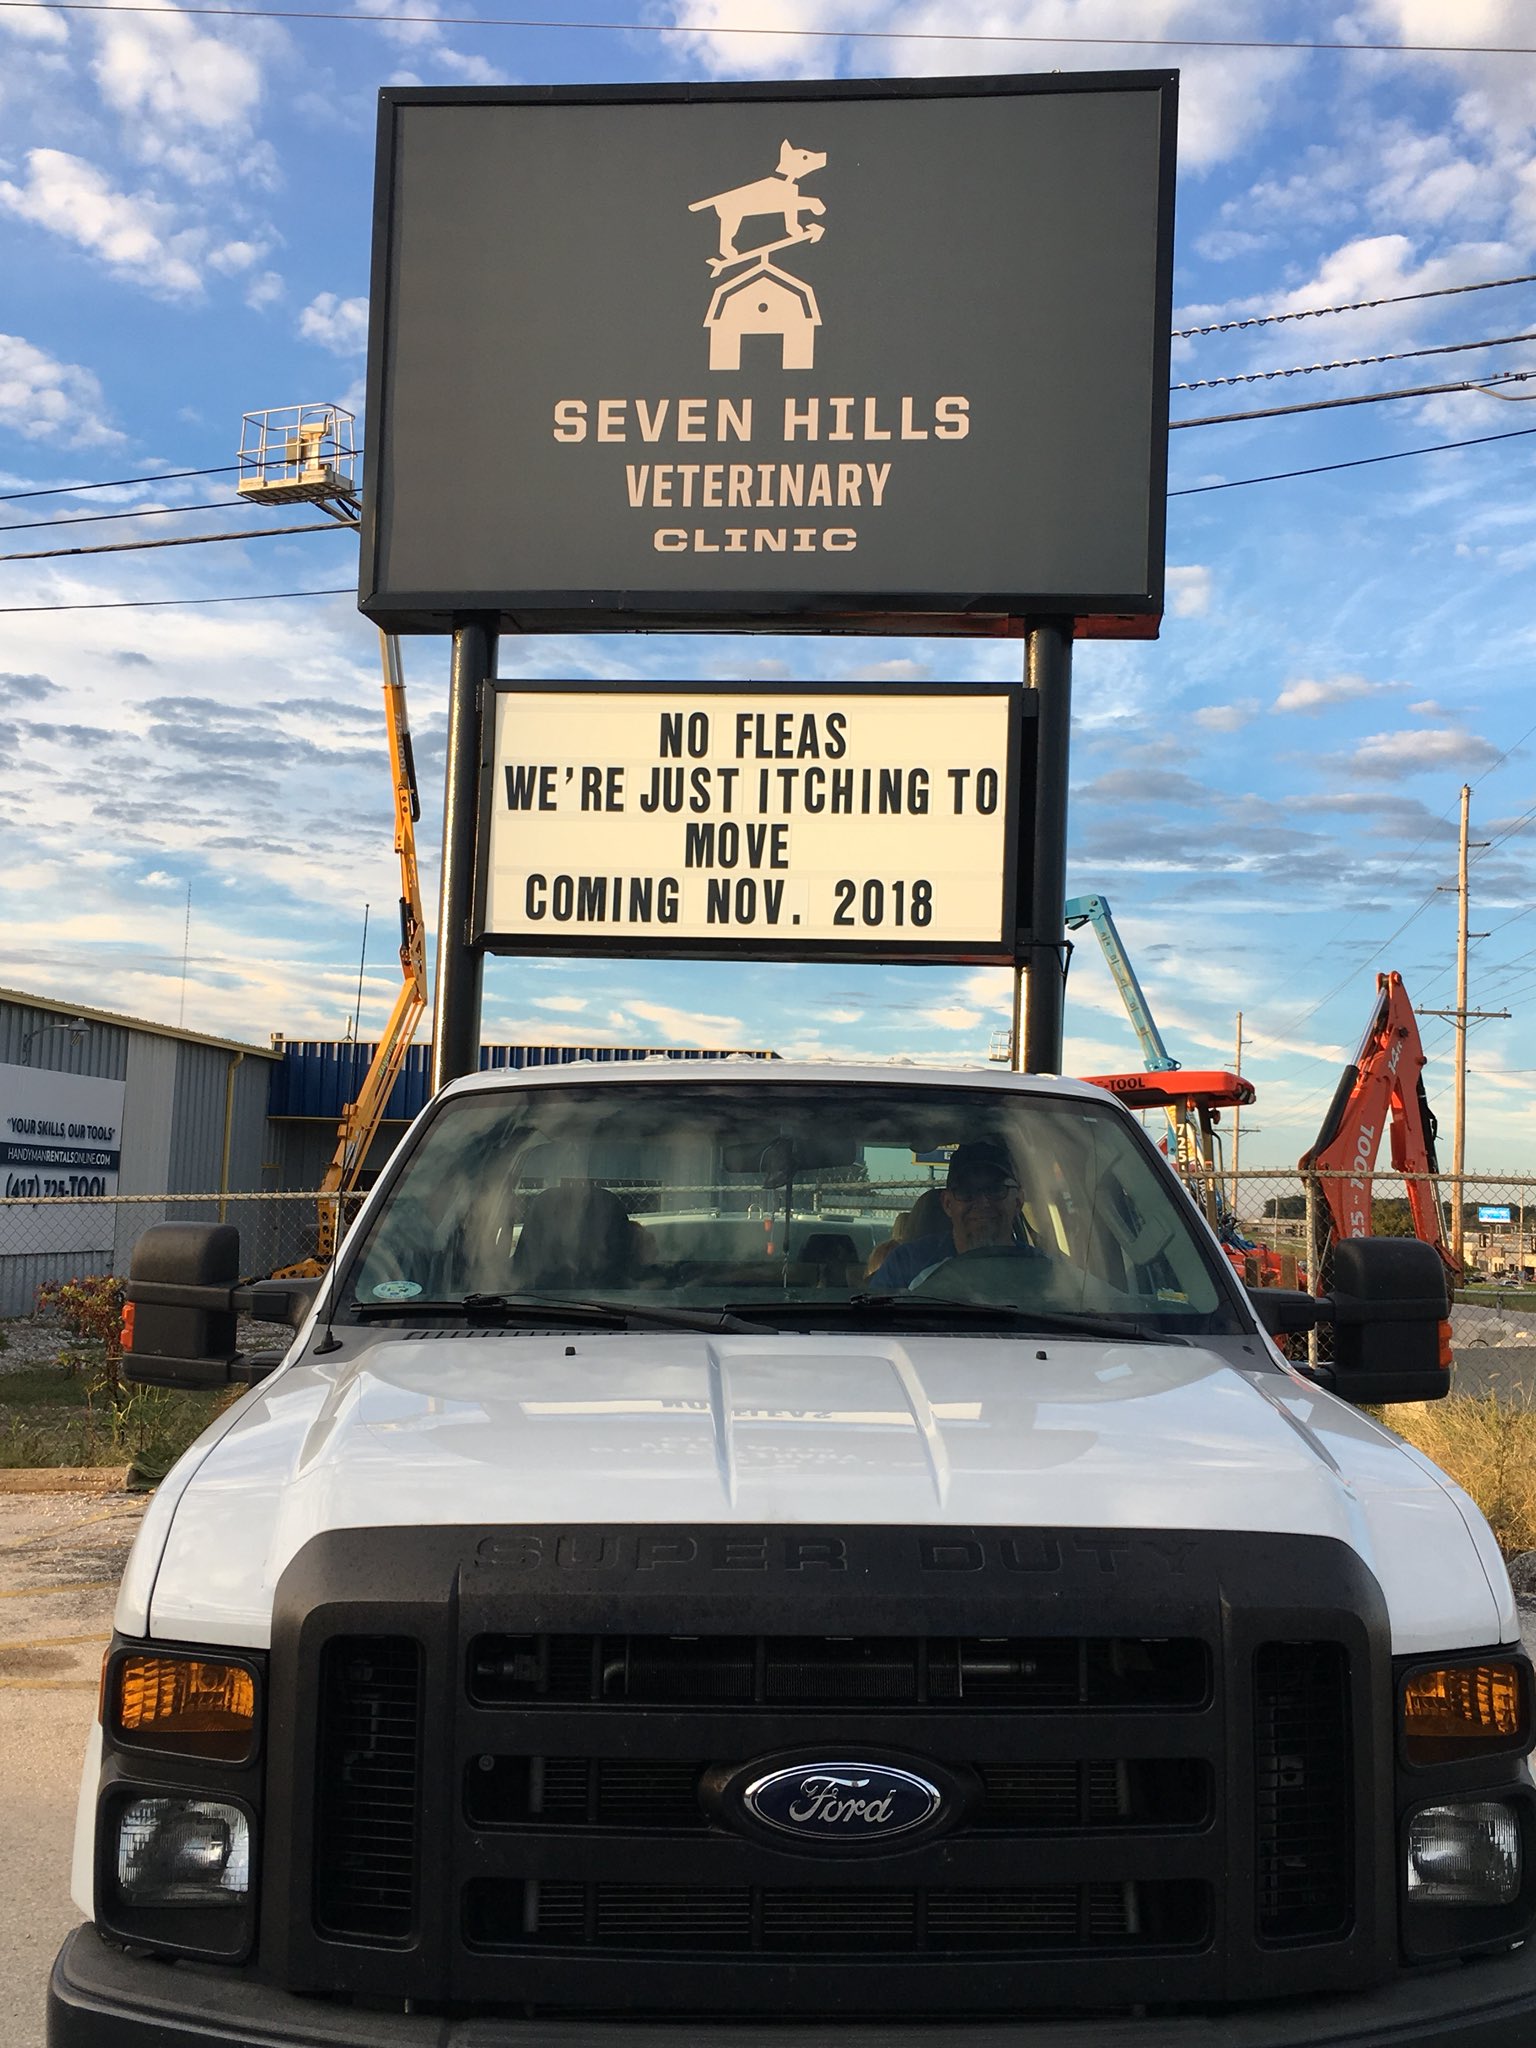 SEVEN HILLS
VETERINARY
CLINIC
NO FLEAS
WE'RE JUST ITCHING TO
MOVE
COMING NOV. 2018
"YOUR SKILLS, OUR TOOLS"
HANDYMANRENTALSONLINE.COM
(417) 725-TOOL
SUPER DUTY
Ford